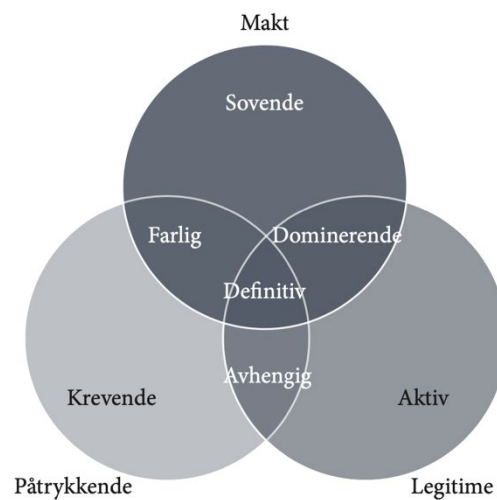 Makt
Sovende
Farlig
Dominerende
Definitiv
Avhengig
Krevende
Aktiv
Påtrykkende
Legitime